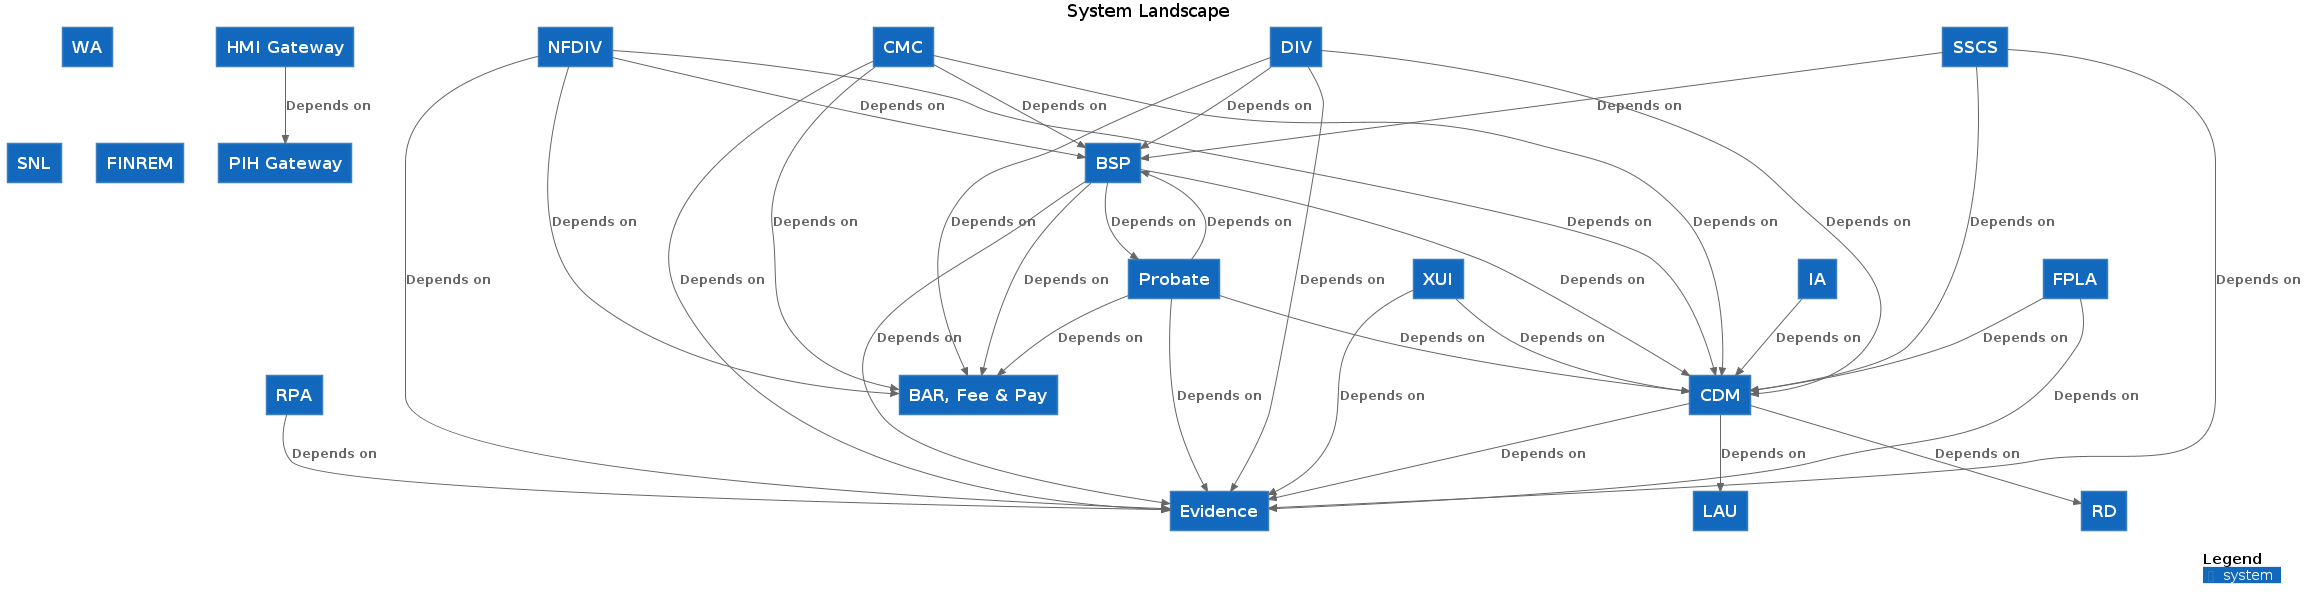 System Landscape
WA
HMI Gateway
NFDIV
CMC
DIV
SSCS
Depends on
Depends on
Depends on
Depends on
Depends on
SNL
FINREM
PIH Gateway
BSP
Depends on
Depends on
Depends on
Depends on
Depends on
Depends on
Depends on
Depends on
Depends on
Depends on
Depends on
Depends on
Depends on
Probate
Depends on
XUI
Depends on
IA
FPLA
Depends on
Depends on
Depends on
Depends on
Depends on
Depends on
Depends on
RPA
BAR, Fee & Pay
Depends on
Depends on
CDM
Depends on
Depends on
Depends on
Depends on
Depends on
Evidence
LAU
RD
Legend
system